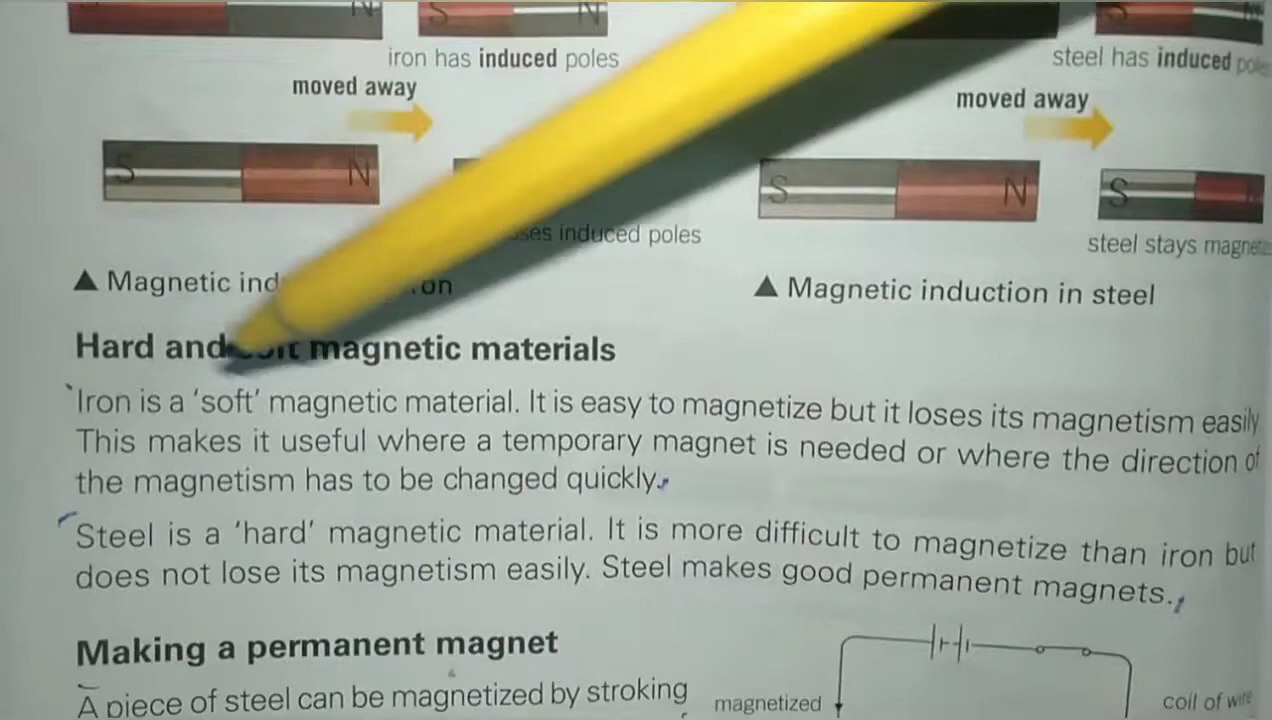 N
S N
S
iron has induced poles
steel has induced
moved away
moved away
S N
S N
S
induced poles
steel stays
▲ Magnetic
▲ Magnetic induction in steel
Hard and magnetic materials
Iron is a ‘soft’ magnetic material. It is easy to magnetize but it loses its magnetism easily
This makes it useful where a temporary magnet is needed or where the direction of
the magnetism has to be changed quickly.
Steel is a ‘hard’ magnetic material. It is more difficult to magnetize than iron but
does not lose its magnetism easily. Steel makes good permanent magnets.
Making a permanent magnet
A piece of steel can be magnetized by stroking
magnetized
coil of wire